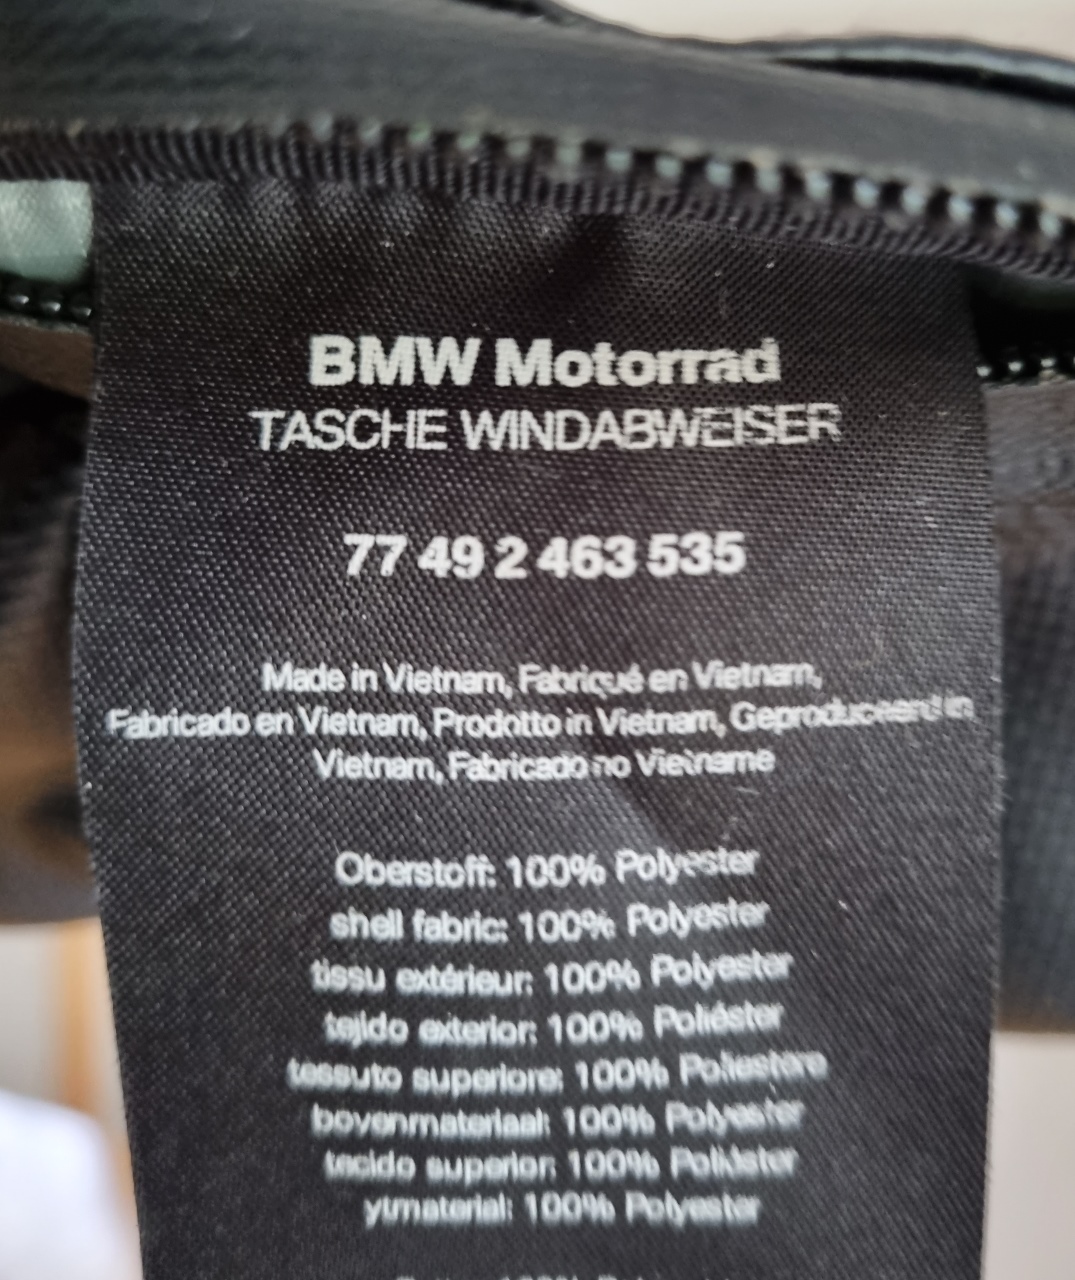 BMW Motorrad
TASCHE WINDABWEISER
77 49 2 463 535
Made in Vietnam, Fabriqué en Vietnam,
Fabricado en Vietnam, Prodotto in Vietnam, Geproduceerd in
Vietnam, Fabricado no Vietname
Oberstoff: 100% Polyester
shell fabric: 100% Polyester
tissu extérieur: 100% Polyester
tejido exterior: 100% Poliéster
tessuto superiore: 100% Poliestere
bovenmateriaal: 100% Polyester
tecido superior: 100% Poliéster
ytmaterial: 100% Polyester